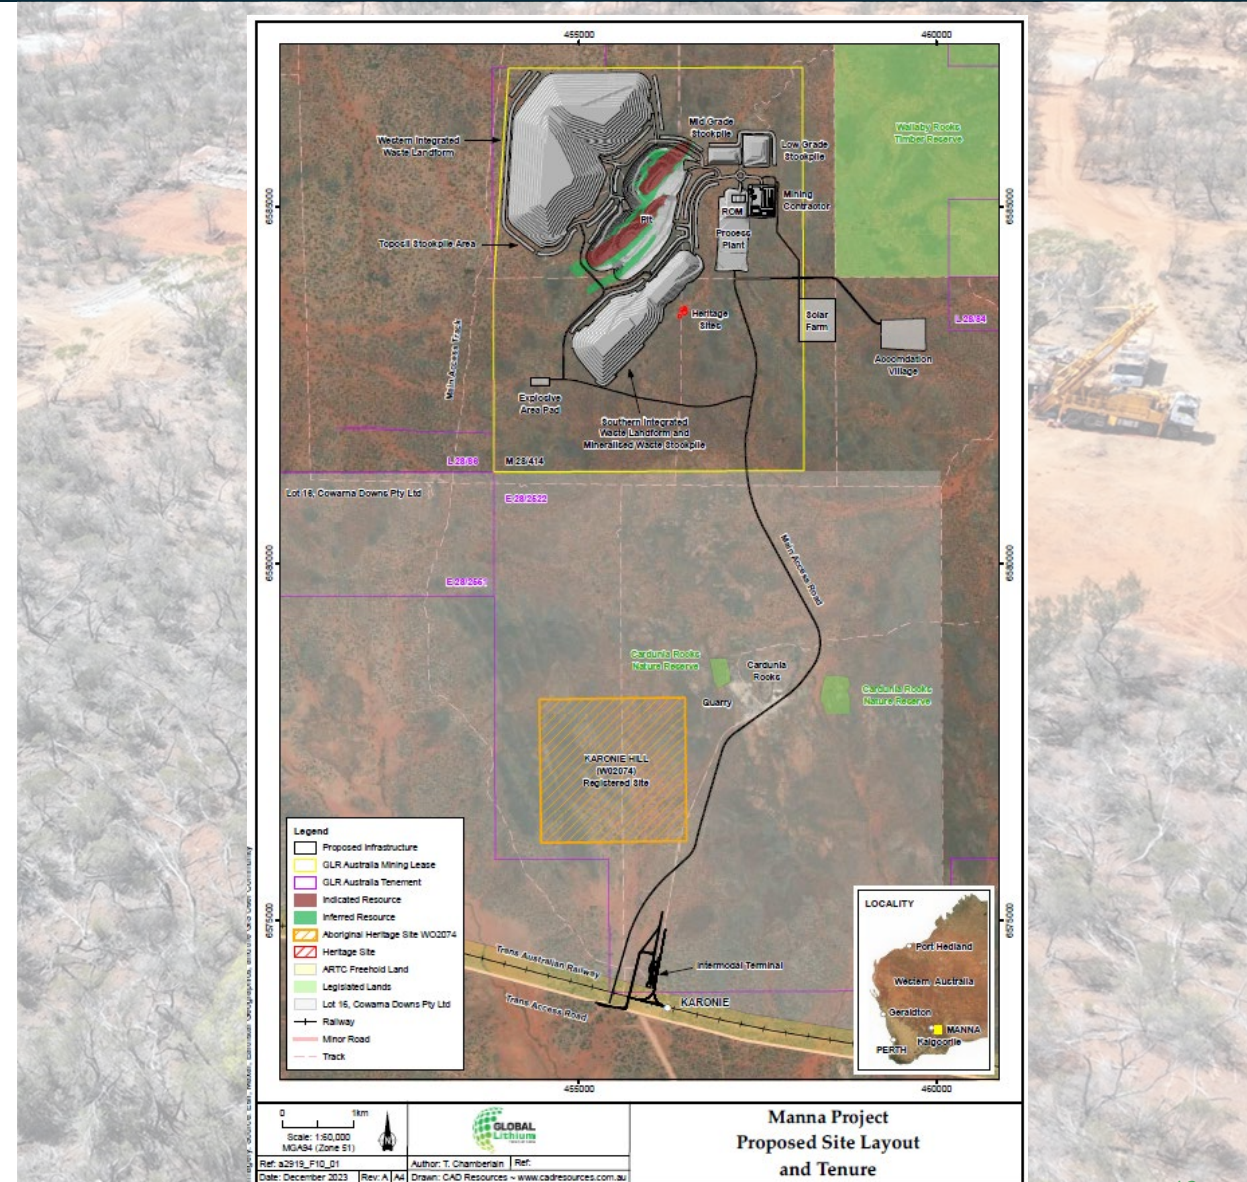 455000
460000
Western Integrated
Waste Landform
Mid Grade
Stockpile
Low Grade
Stockpile
Wallaby Rocks
Timber Reserve
6585000
6585000
Mining
Contractor
ROM
Pit
Process
Plant
Topsoil Stockpile Area
Heritage
Sites
Solar
Farm
L 28/84
Accomdation
Village
Main Access Track
Explosive
Area Pad
Southern Integrated
Waste Landform and
Mineralised Waste Stockpile
M 28/414
Lot 16, Cowarna Downs Pty Ltd
E 28/2522
6580000
6580000
Main Access Road
Cardunia Rocks
Nature Reserve
Cardunia
Rocks
Quarry
Cardunia Rocks
Nature Reserve
KARONIE HILL
(W02074)
Registered Site
Legend
Proposed Infrastructure
GLR Australia Mining Lease
GLR Australia Tenement
Indicated Resource
Inferred Resource
Aboriginal Heritage Site WO2074
Heritage Site
ARTC Freehold Land
Legislated Lands
Lot 16, Cowarna Downs Pty Ltd
Railway
Minor Road
Track
6575000
6575000
Trans Australian Railway
Trans Access Road
Intermodal Terminal
KARONIE
LOCALITY
Port Hedland
Western Australia
Geraldton
MANNA
Kalgoorlie
PERTH
455000
460000
0 1km
Scale: 1:60,000
MGA94 (Zone 51)
N
GLOBAL
Lithium
Ref: a2919_F10_01
Author: T. Chamberlain Ref:
Date: December 2023 Rev: A A4 Drawn: CAD Resources ~ www.cadresources.com.au
Manna Project
Proposed Site Layout
and Tenure